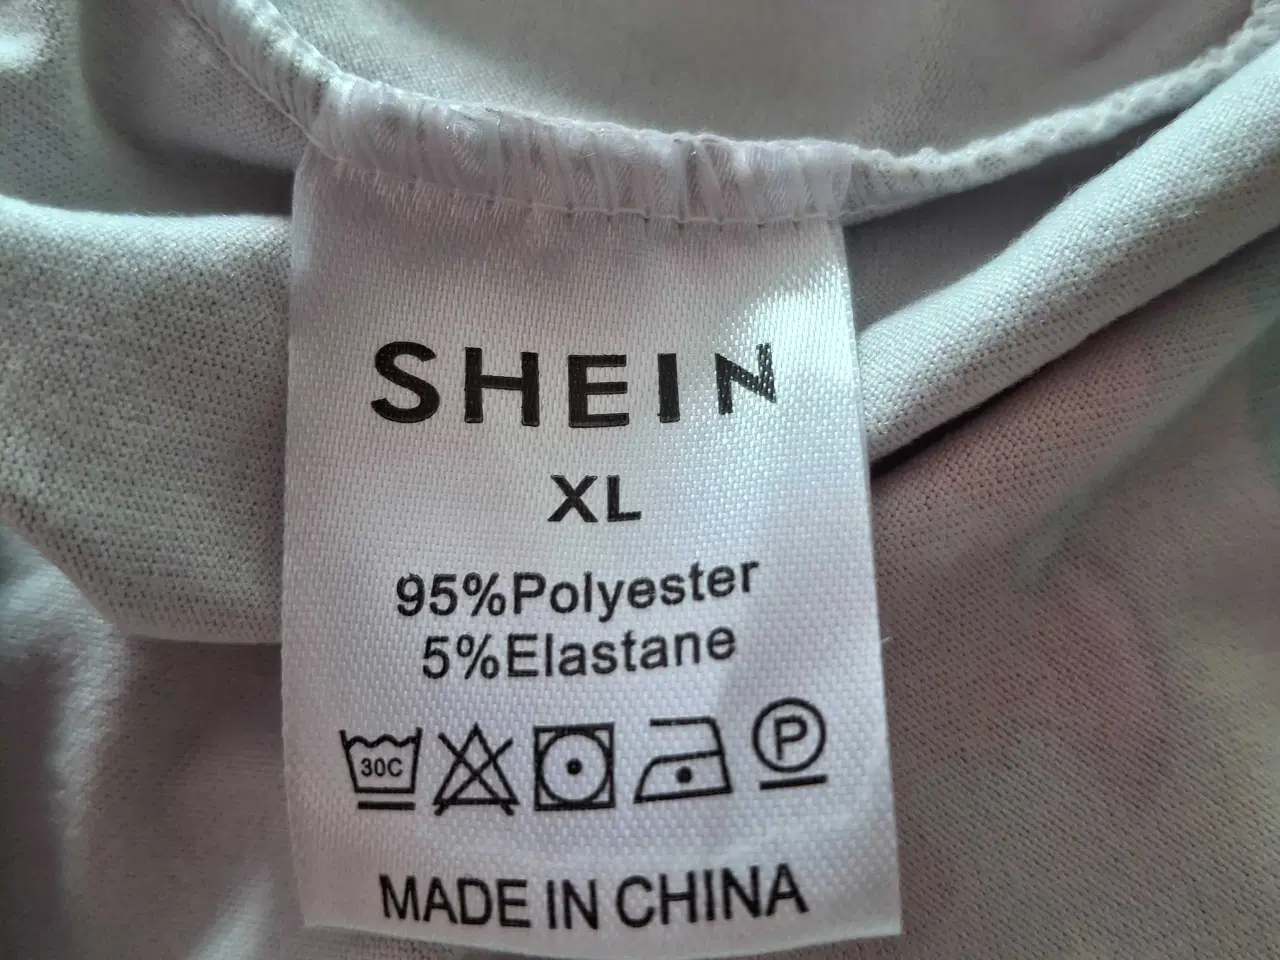 SHEIN
XL
95%Polyester
5%Elastane
30C P
MADE IN CHINA